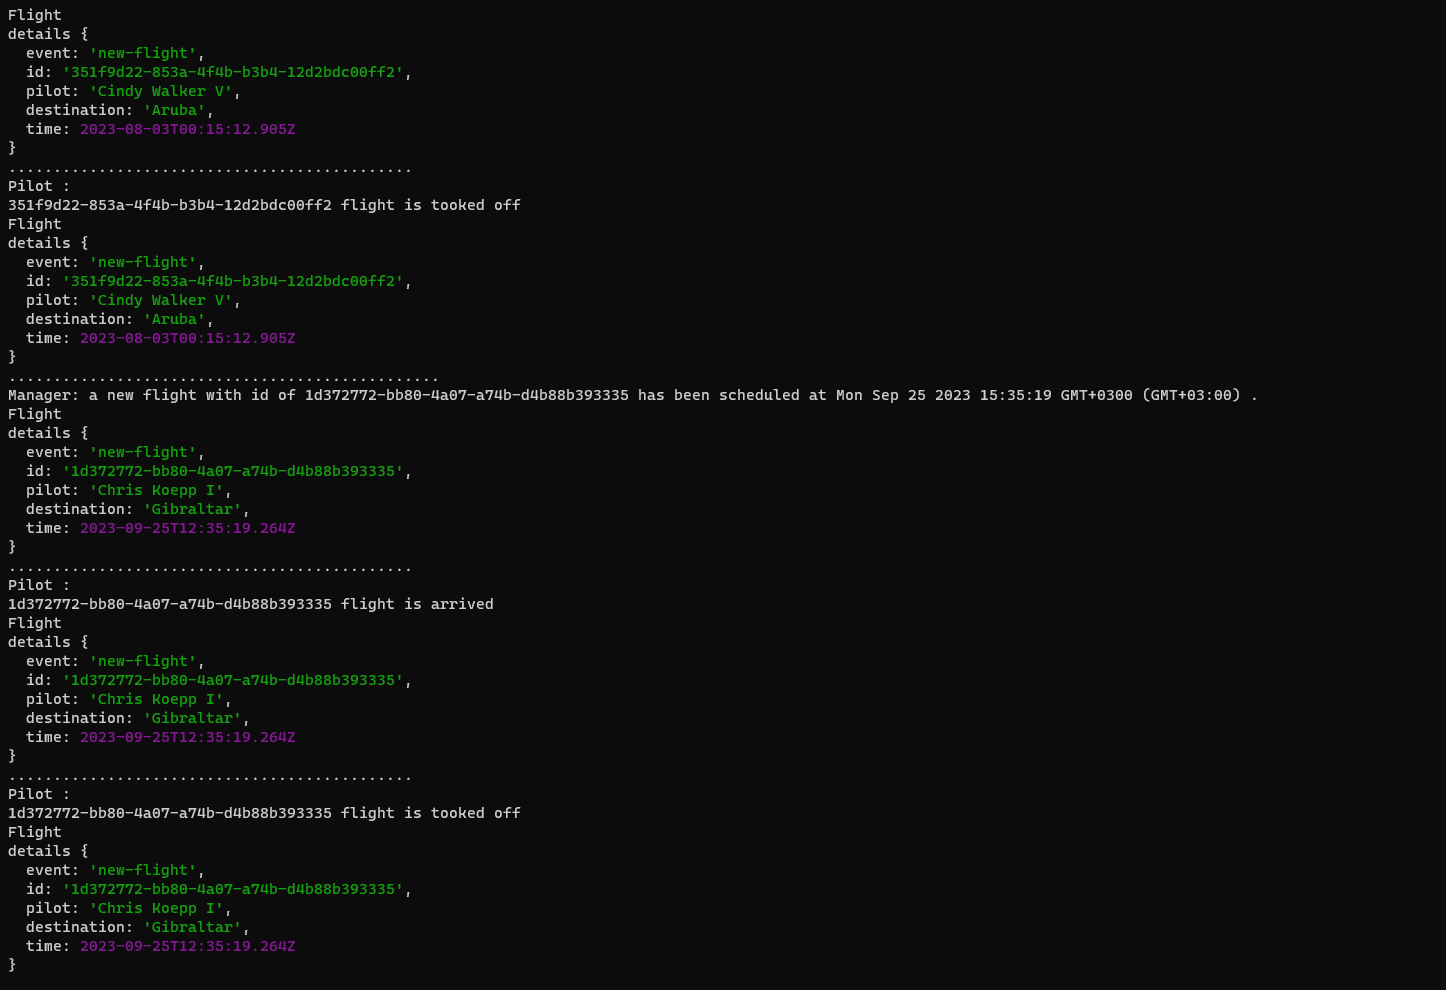 Flight
details {
  event: 'new-flight',
  id: '351f9d22-853a-4f4b-b3b4-12d2bdc00ff2',
  pilot: 'Cindy Walker V',
  destination: 'Aruba',
  time: 2023-08-03T00:15:12.905Z
}
.............................................
Pilot :
351f9d22-853a-4f4b-b3b4-12d2bdc00ff2 flight is tooked off
Flight
details {
  event: 'new-flight',
  id: '351f9d22-853a-4f4b-b3b4-12d2bdc00ff2',
  pilot: 'Cindy Walker V',
  destination: 'Aruba',
  time: 2023-08-03T00:15:12.905Z
}
................................................
Manager: a new flight with id of 1d372772-bb80-4a07-a74b-d4b88b393335 has been scheduled at Mon Sep 25 2023 15:35:19 GMT+0300 (GMT+03:00) .
Flight
details {
  event: 'new-flight',
  id: '1d372772-bb80-4a07-a74b-d4b88b393335',
  pilot: 'Chris Koepp I',
  destination: 'Gibraltar',
  time: 2023-09-25T12:35:19.264Z
}
.............................................
Pilot :
1d372772-bb80-4a07-a74b-d4b88b393335 flight is arrived
Flight
details {
  event: 'new-flight',
  id: '1d372772-bb80-4a07-a74b-d4b88b393335',
  pilot: 'Chris Koepp I',
  destination: 'Gibraltar',
  time: 2023-09-25T12:35:19.264Z
}
.............................................
Pilot :
1d372772-bb80-4a07-a74b-d4b88b393335 flight is tooked off
Flight
details {
  event: 'new-flight',
  id: '1d372772-bb80-4a07-a74b-d4b88b393335',
  pilot: 'Chris Koepp I',
  destination: 'Gibraltar',
  time: 2023-09-25T12:35:19.264Z
}